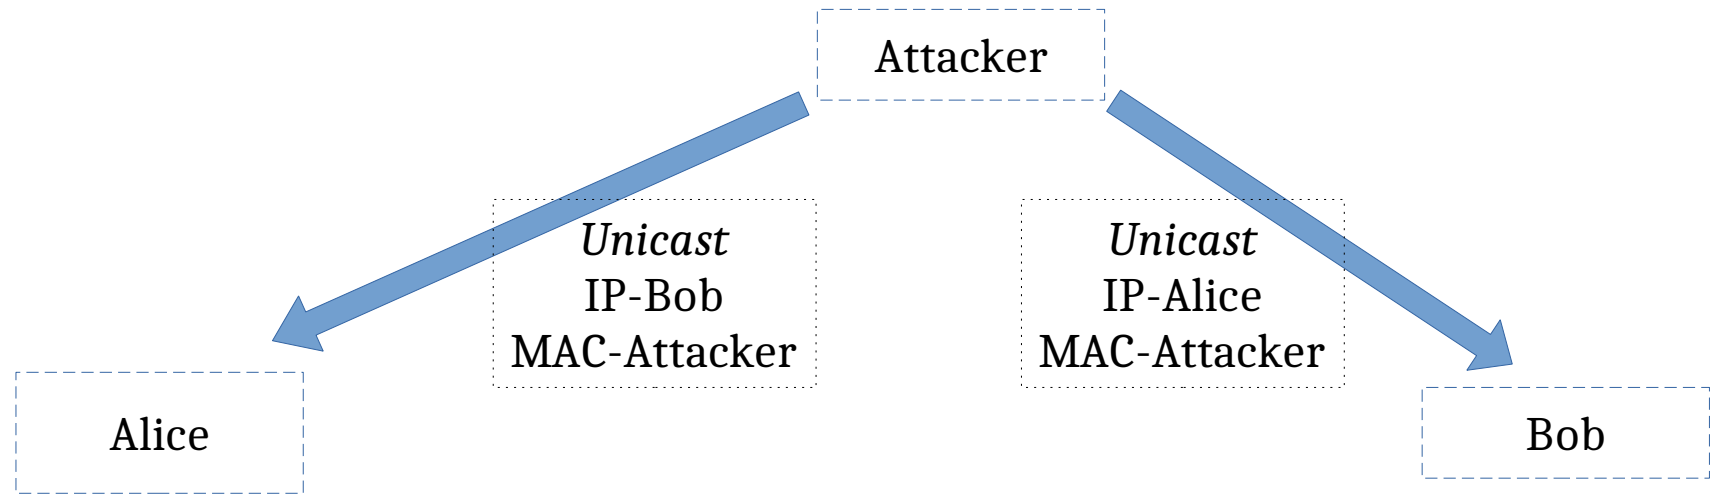 Attacker
Unicast
IP-Bob
MAC-Attacker
Unicast
IP-Alice
MAC-Attacker
Alice
Bob